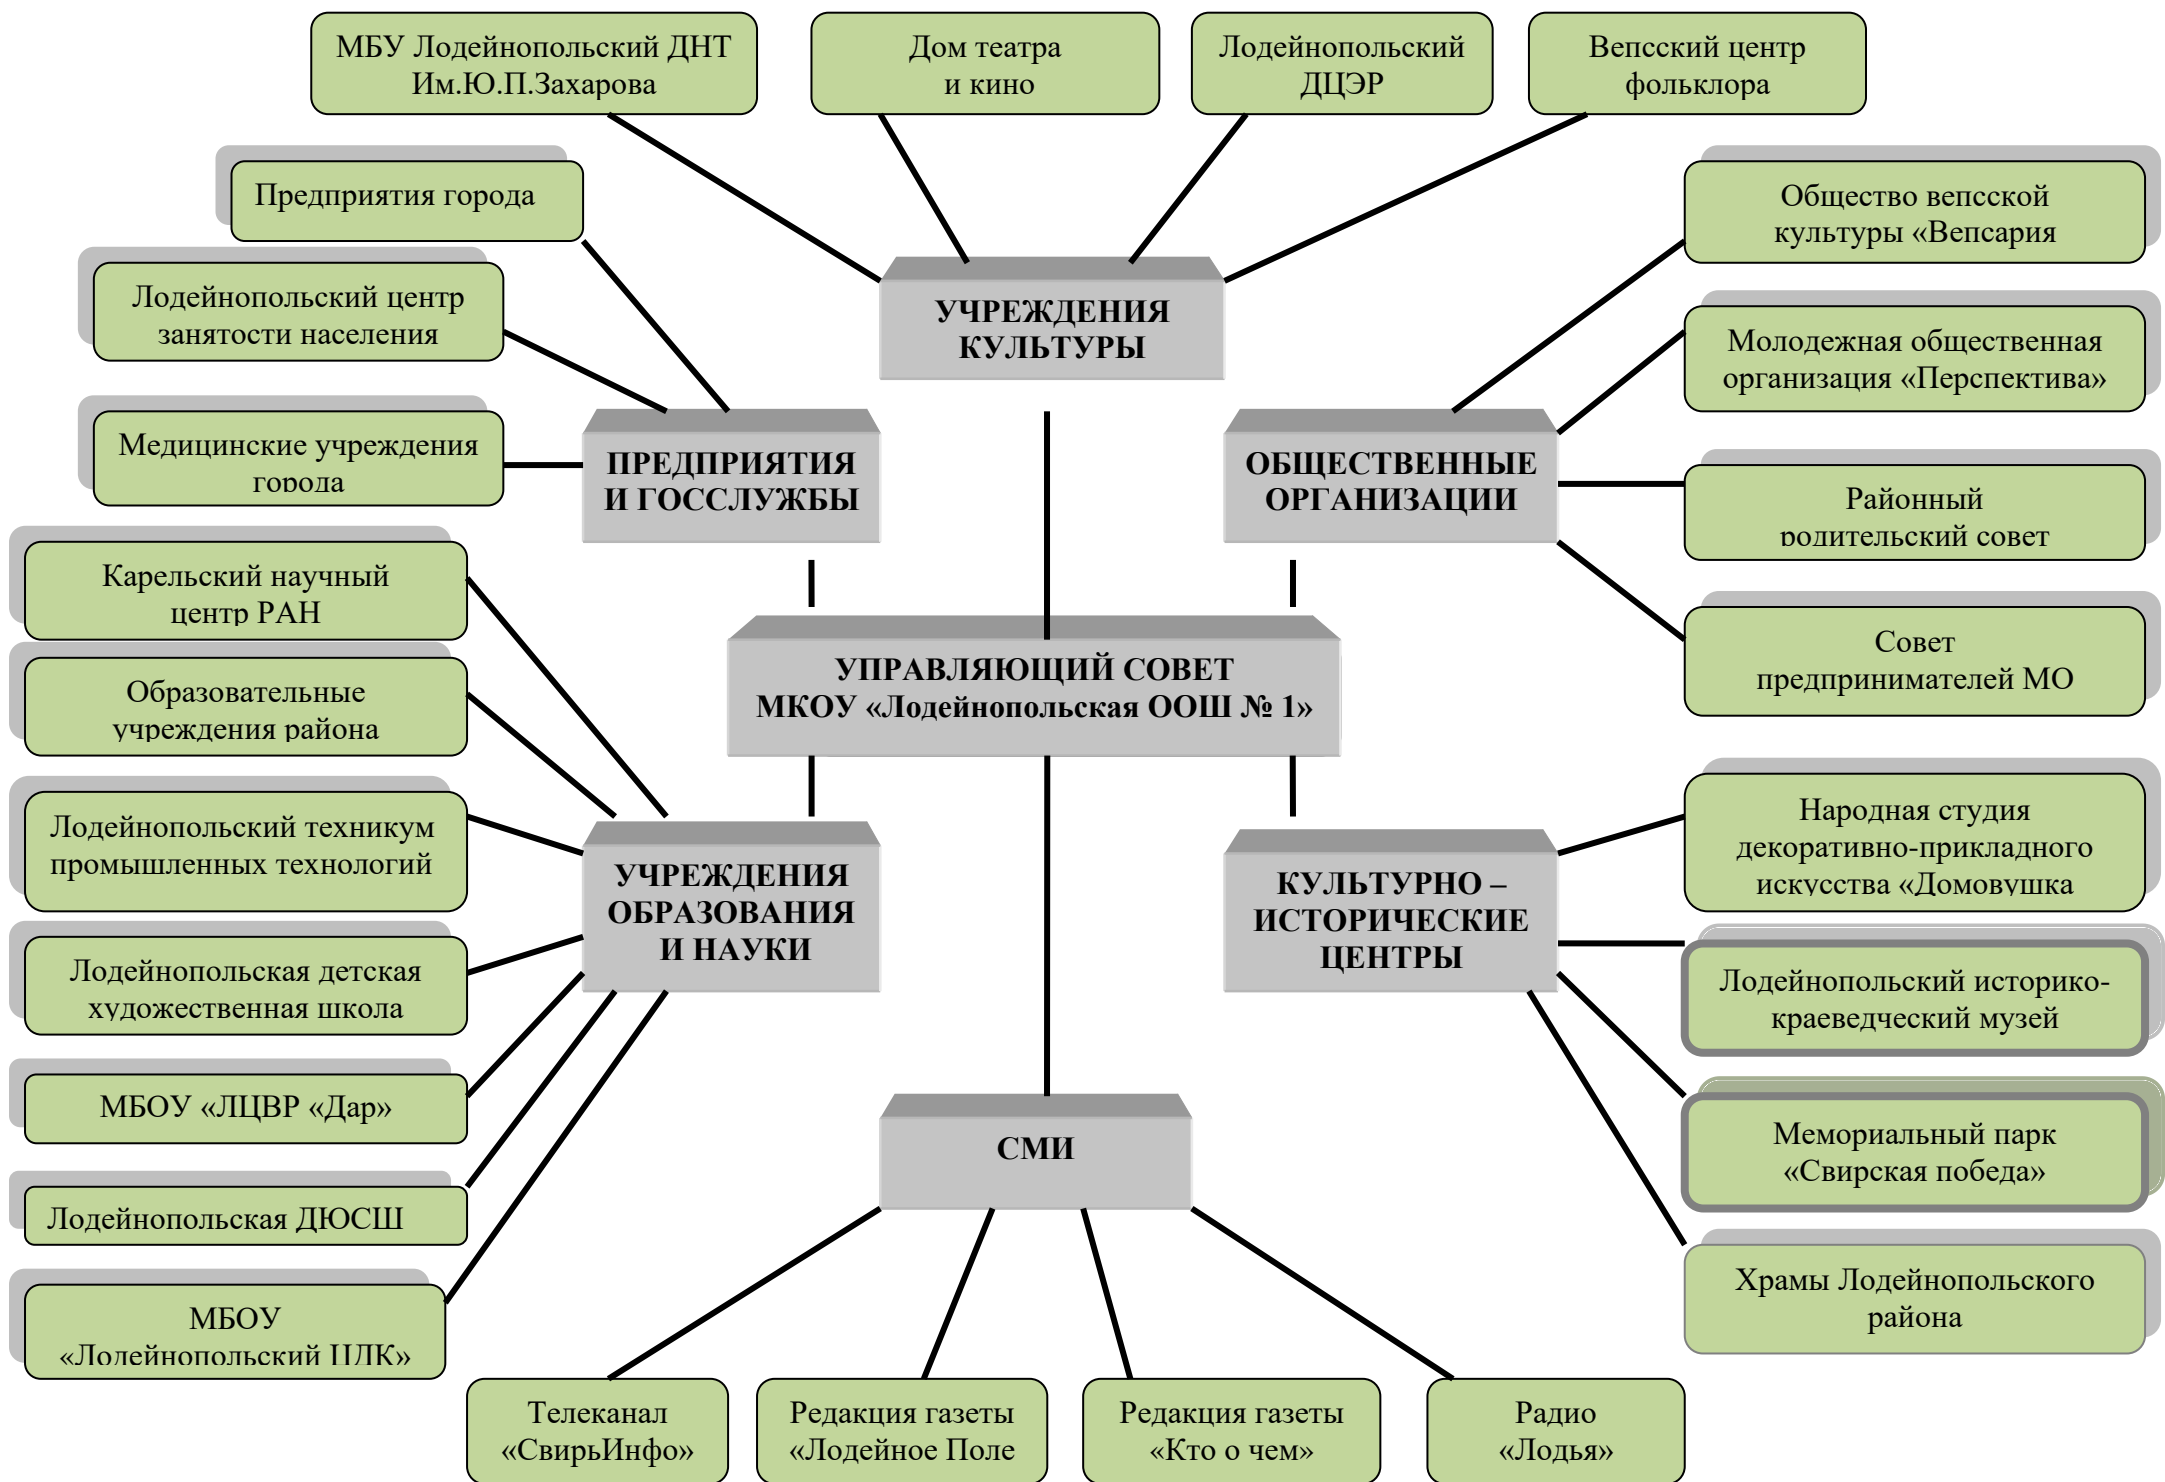 МБУ Лодейнопольский ДНТ
Им.Ю.П.Захарова
Дом театра
и кино
Лодейнопольский
ДЦЭР
Вепсский центр
фольклора
Предприятия города
Лодейнопольский центр
занятости населения
Медицинские учреждения
города
Общество вепсской
культуры «Вепсария
Молодежная общественная
организация «Перспектива»
Районный
родительский совет
Совет
предпринимателей МО
УЧРЕЖДЕНИЯ
КУЛЬТУРЫ
ПРЕДПРИЯТИЯ
И ГОССЛУЖБЫ
ОБЩЕСТВЕННЫЕ
ОРГАНИЗАЦИИ
УПРАВЛЯЮЩИЙ СОВЕТ
МКОУ «Лодейнопольская ООШ № 1»
Карельский научный
центр РАН
Образовательные
учреждения района
Лодейнопольский техникум
промышленных технологий
Лодейнопольская детская
художественная школа
МБОУ «ЛЦВР «Дар»
Лодейнопольская ДЮСШ
МБОУ
«Лодейнопольский ЦДК»
УЧРЕЖДЕНИЯ
ОБРАЗОВАНИЯ
И НАУКИ
КУЛЬТУРНО –
ИСТОРИЧЕСКИЕ
ЦЕНТРЫ
Народная студия
декоративно-прикладного
искусства «Домовушка
Лодейнопольский историко-
краеведческий музей
Мемориальный парк
«Свирская победа»
Храмы Лодейнопольского
района
СМИ
Телеканал
«СвирьИнфо»
Редакция газеты
«Лодейное Поле
Редакция газеты
«Кто о чем»
Радио
«Лодья»